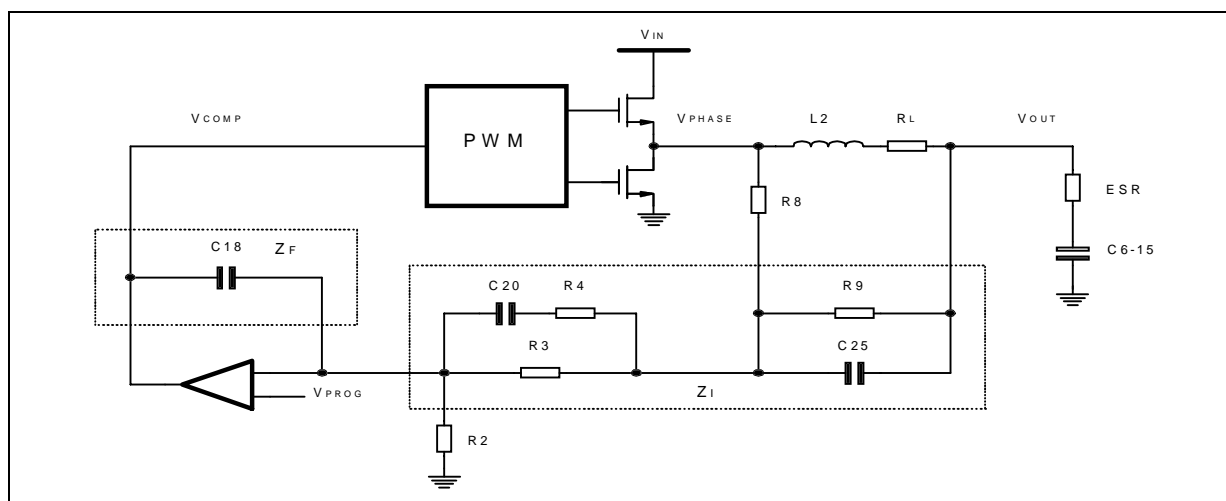 VIN
VCOMP
PWM
VPHASE
L2
RL
VOUT
R8
ESR
C18
ZF
C6-15
C20
R4
R9
R3
C25
VPROG
ZI
R2